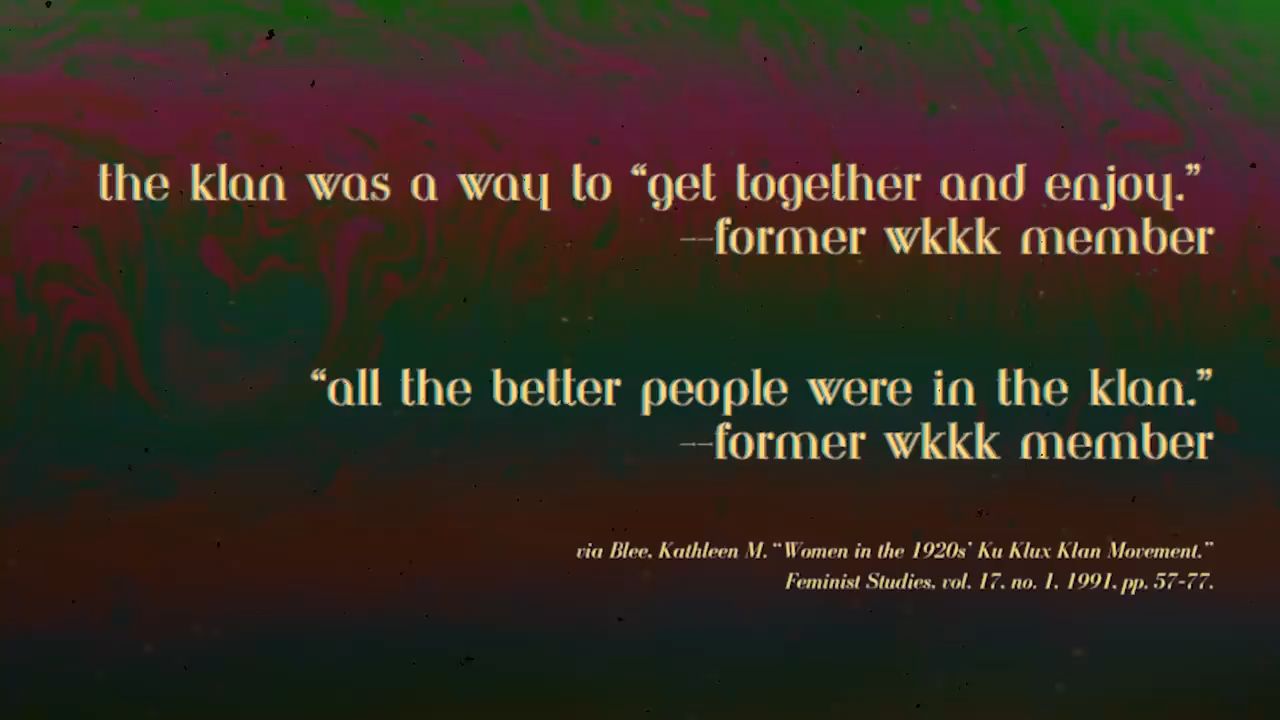 the klan was a way to “get together and enjoy.”
—former wkkk member
“all the better people were in the klan.”
—former wkkk member
via Blee, Kathleen M. “Women in the 1920s’ Ku Klux Klan Movement.”
Feminist Studies, vol. 17, no. 1, 1991, pp. 57-77.